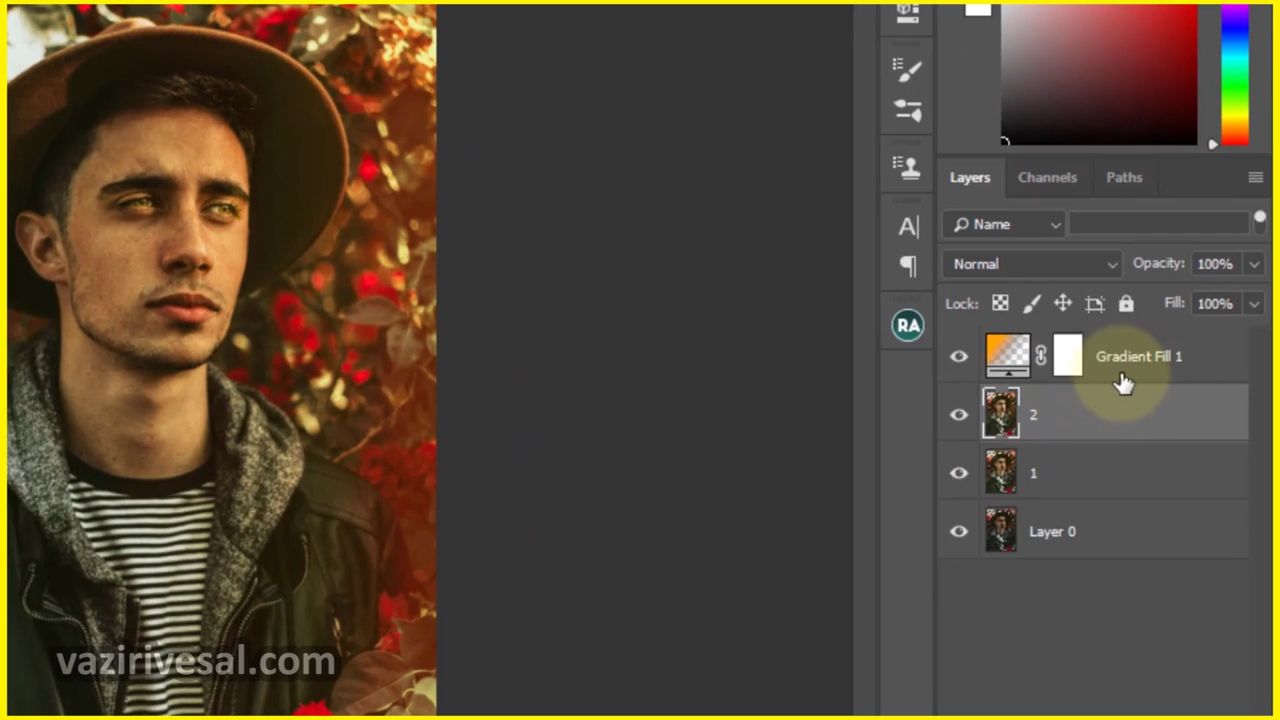 Layers Channels Paths
Name
Normal Opacity: 100%
Lock: Fill: 100%
A
RA
Gradient Fill 1
2
1
Layer 0
vazirivesal.com